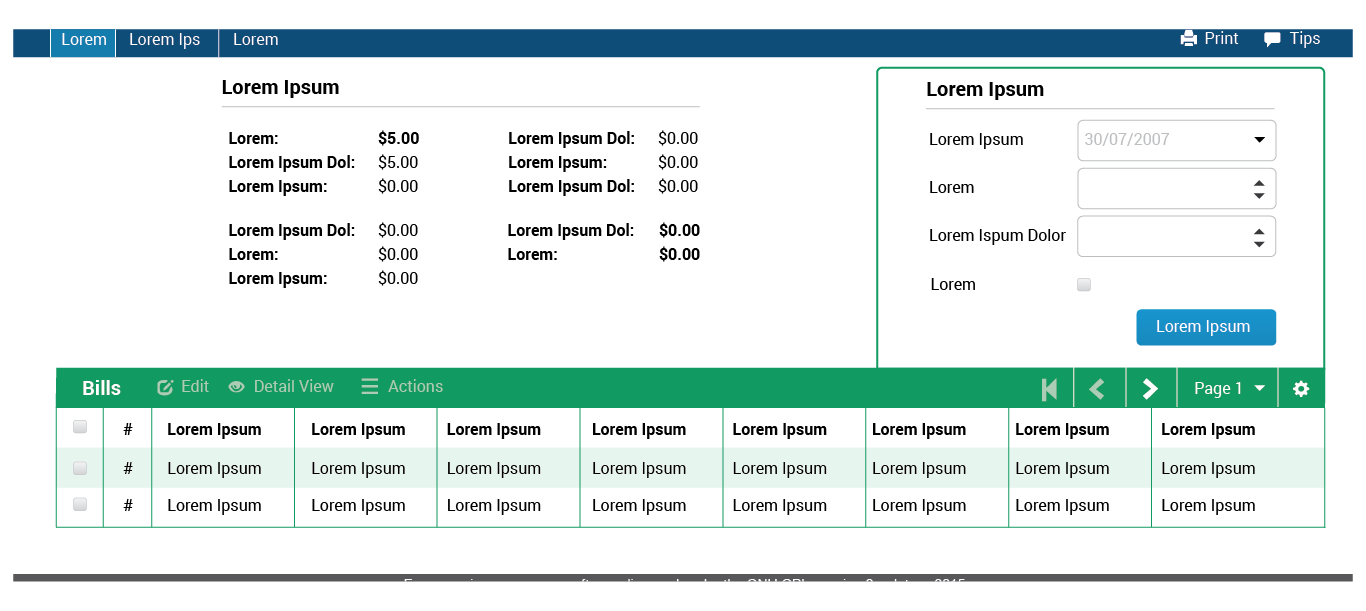 Lorem Lorem Ips Lorem Print Tips
Lorem Ipsum
Lorem: $5.00 Lorem Ipsum Dol: $0.00
Lorem Ipsum Dol: $5.00 Lorem Ipsum: $0.00
Lorem Ipsum: $0.00 Lorem Ipsum Dol: $0.00
Lorem Ipsum Dol: $0.00 Lorem Ipsum Dol: $0.00
Lorem: $0.00 Lorem: $0.00
Lorem Ipsum: $0.00
Lorem Ipsum
Lorem Ipsum 30/07/2007
Lorem
Lorem Ispum Dolor
Lorem
Lorem Ipsum
Bills Edit Detail View Actions Page 1
# Lorem Ipsum Lorem Ipsum Lorem Ipsum Lorem Ipsum Lorem Ipsum Lorem Ipsum Lorem Ipsum Lorem Ipsum
# Lorem Ipsum Lorem Ipsum Lorem Ipsum Lorem Ipsum Lorem Ipsum Lorem Ipsum Lorem Ipsum Lorem Ipsum
# Lorem Ipsum Lorem Ipsum Lorem Ipsum Lorem Ipsum Lorem Ipsum Lorem Ipsum Lorem Ipsum Lorem Ipsum